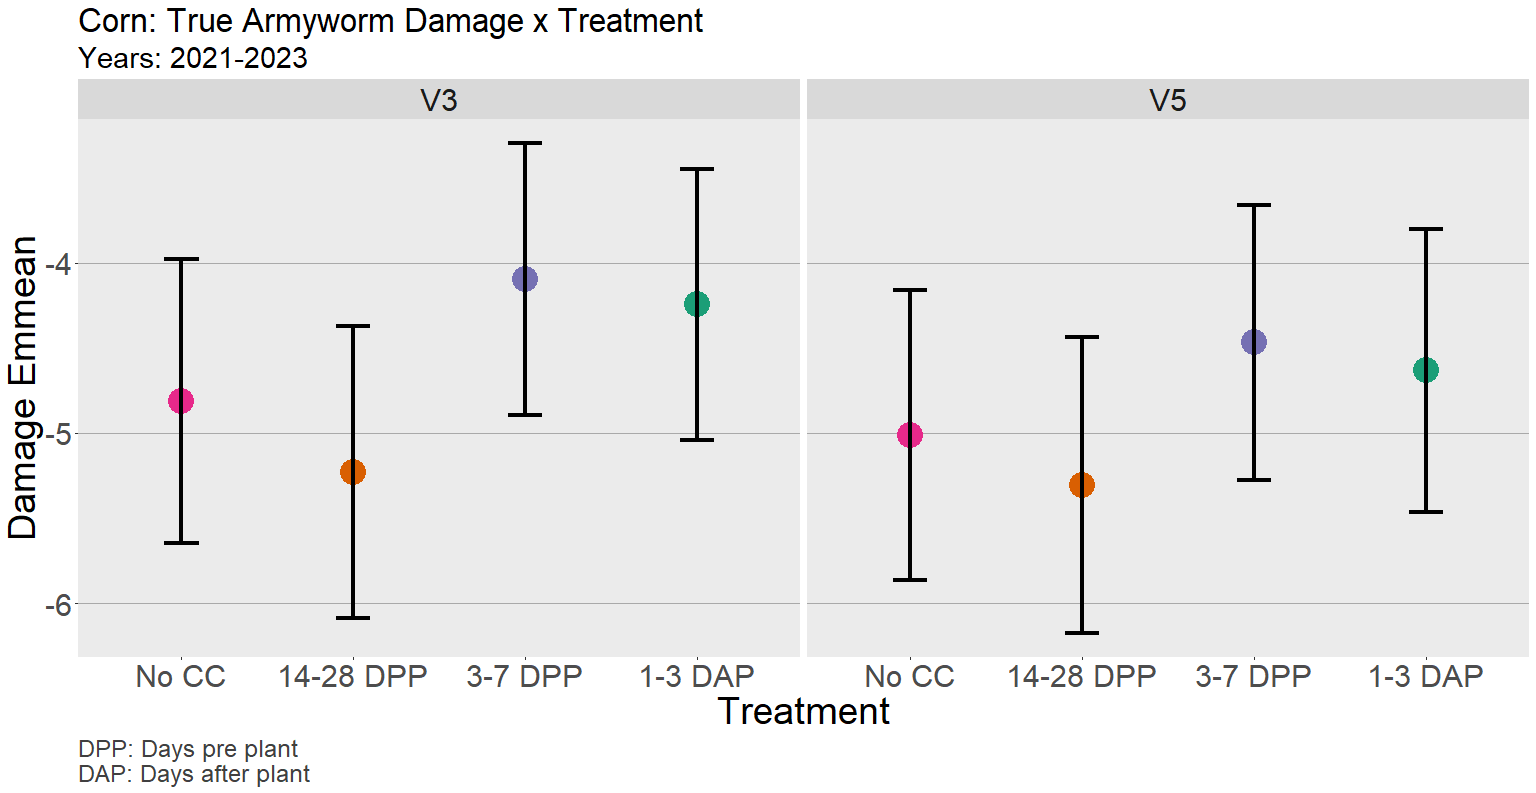 Corn: True Armyworm Damage x Treatment
Years: 2021-2023
V3
V5
Damage Emmean
-4
-5
-6
No CC
14-28 DPP
3-7 DPP
1-3 DAP
No CC
14-28 DPP
3-7 DPP
1-3 DAP
Treatment
DPP: Days pre plant
DAP: Days after plant